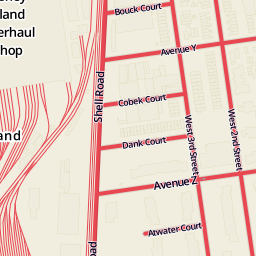 Bouck Court
land
Avenue Y
hop
Shell Road
Cobek Court
West 3rd Street
West 2nd Street
Dank Court
Avenue Z
Atwater Court